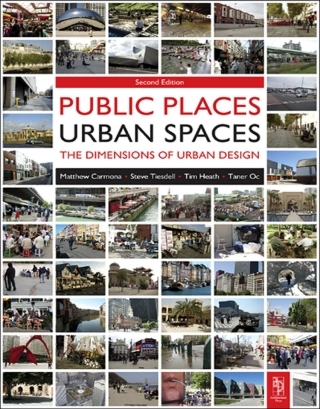 Second Edition
PUBLIC PLACES
URBAN SPACES
THE DIMENSIONS OF URBAN DESIGN
Matthew Carmona • Steve Tiesdell • Tim Heath • Taner Oc